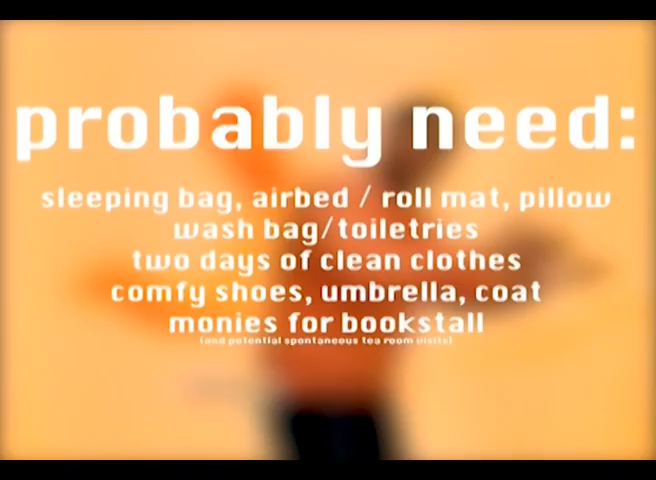 probably need:
sleeping bag, airbed / roll mat, pillow
wash bag/toiletries
two days of clean clothes
comfy shoes, umbrella, coat
monies for bookstall
(and potential spontaneous tea room visits)